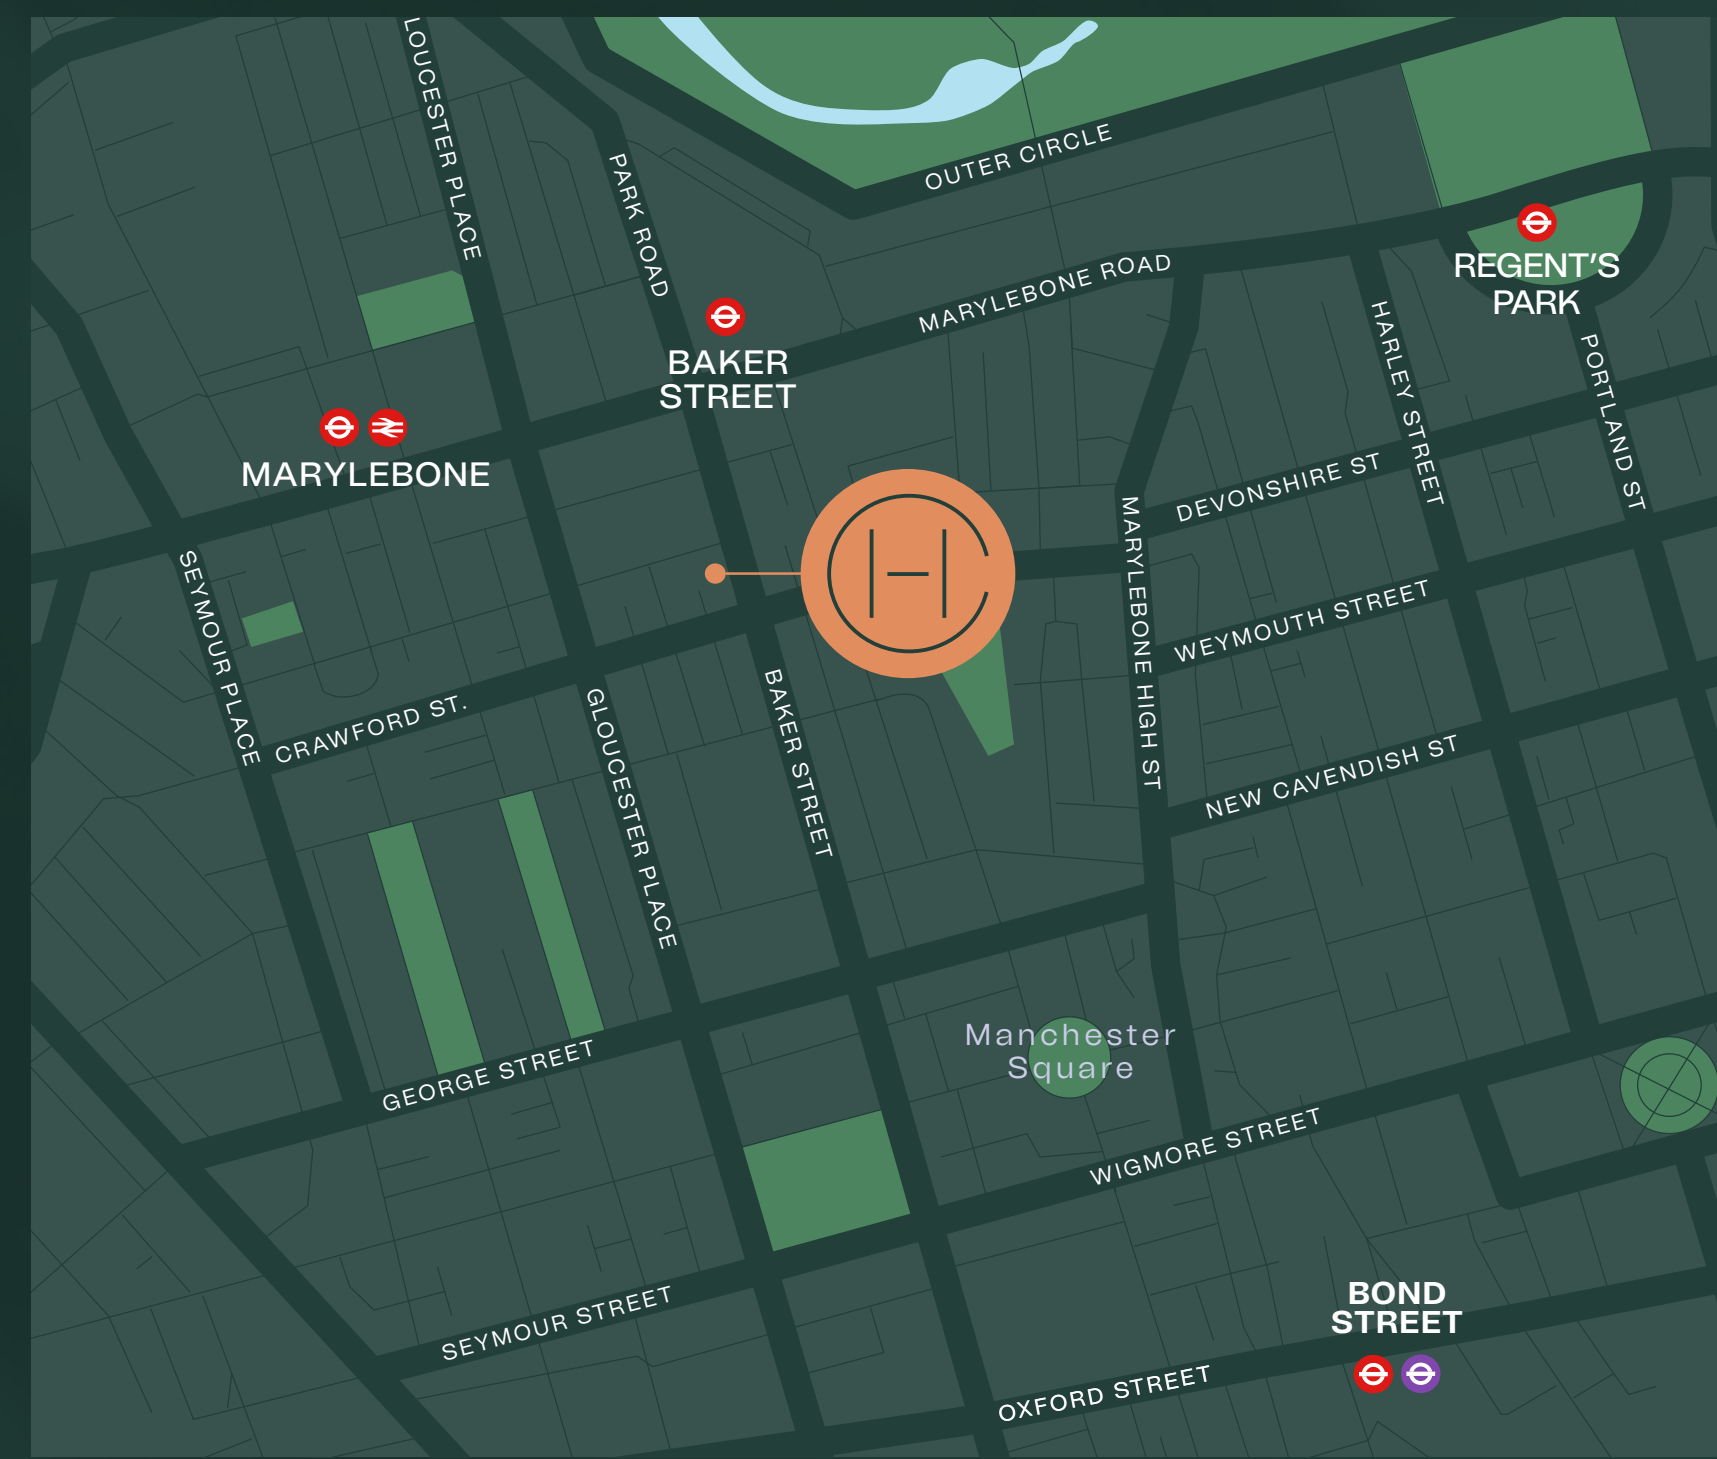 LOUCESTER PLACE
PARK ROAD
OUTER CIRCLE
MARYLEBONE ROAD
REGENT'S
PARK
BAKER
STREET
HARLEY STREET
PORTLAND ST
MARYLEBONE
DEVONSHIRE ST
SEYMOUR PLACE
MARYLEBONE HIGH ST
WEYMOUTH STREET
CRAWFORD ST.
GLOUCESTER PLACE
BAKER STREET
NEW CAVENDISH ST
Manchester
Square
GEORGE STREET
WIGMORE STREET
SEYMOUR STREET
BOND
STREET
OXFORD STREET